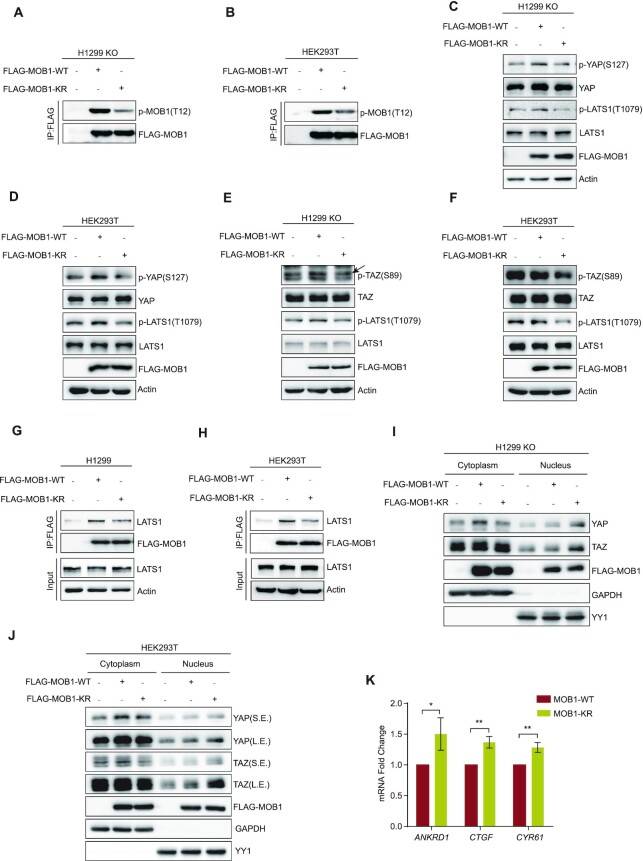 A
H1299 KO
FLAG-MOB1-WT - + -
FLAG-MOB1-KR - - +
IP:FLAG
p-MOB1(T12)
FLAG-MOB1
B
HEK293T
FLAG-MOB1-WT - + -
FLAG-MOB1-KR - - +
IP:FLAG
p-MOB1(T12)
FLAG-MOB1
C
H1299 KO
FLAG-MOB1-WT - + -
FLAG-MOB1-KR - - +
p-YAP(S127)
YAP
p-LATS1(T1079)
LATS1
FLAG-MOB1
Actin
D
HEK293T
FLAG-MOB1-WT - + -
FLAG-MOB1-KR - - +
p-YAP(S127)
YAP
p-LATS1(T1079)
LATS1
FLAG-MOB1
Actin
E
H1299 KO
FLAG-MOB1-WT - + -
FLAG-MOB1-KR - - +
p-TAZ(S89)
TAZ
p-LATS1(T1079)
LATS1
FLAG-MOB1
Actin
F
HEK293T
FLAG-MOB1-WT - + -
FLAG-MOB1-KR - - +
p-TAZ(S89)
TAZ
p-LATS1(T1079)
LATS1
FLAG-MOB1
Actin
G
H1299
FLAG-MOB1-WT - + -
FLAG-MOB1-KR - - +
IP:FLAG
LATS1
FLAG-MOB1
Input
LATS1
Actin
H
HEK293T
FLAG-MOB1-WT - + -
FLAG-MOB1-KR - - +
IP:FLAG
LATS1
FLAG-MOB1
Input
LATS1
Actin
I
H1299 KO
Cytoplasm Nucleus
FLAG-MOB1-WT - + - - + -
FLAG-MOB1-KR - - + - - +
YAP
TAZ
FLAG-MOB1
GAPDH
YY1
J
HEK293T
Cytoplasm Nucleus
FLAG-MOB1-WT - + - - + -
FLAG-MOB1-KR - - + - - +
YAP(S.E.)
YAP(L.E.)
TAZ(S.E.)
TAZ(L.E.)
FLAG-MOB1
GAPDH
YY1
K
MOB1-WT
MOB1-KR
mRNA Fold Change
2.0
1.5
1.0
0.5
0.0
* ** **
ANKRD1 CTGF CYR61